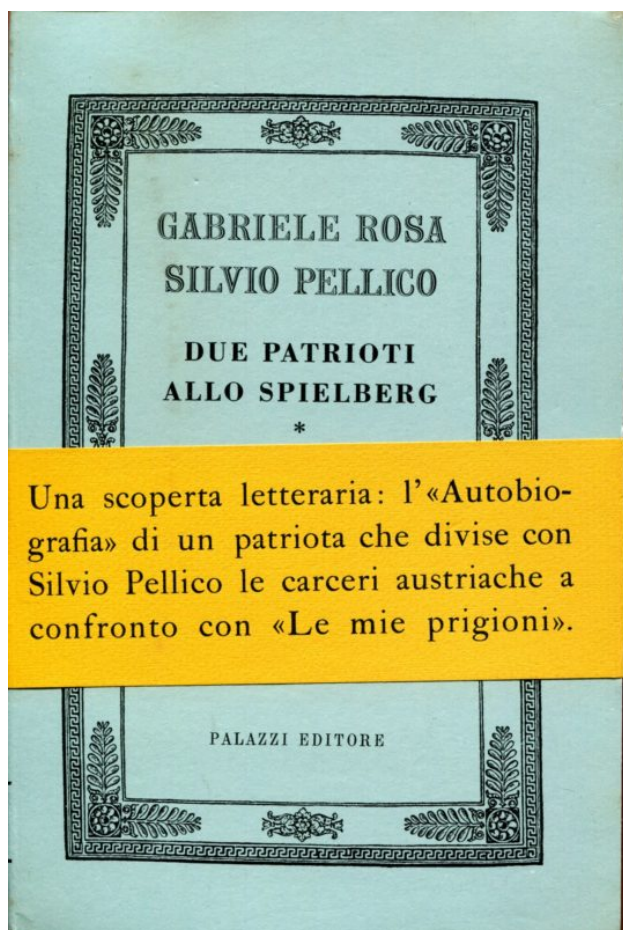 GABRIELE ROSA
SILVIO PELLICO
DUE PATRIOTI
ALLO SPIELBERG
*
Una scoperta letteraria: l'«Autobio-
grafia» di un patriota che divise con
Silvio Pellico le carceri austriache a
confronto con «Le mie prigioni».
PALAZZI EDITORE